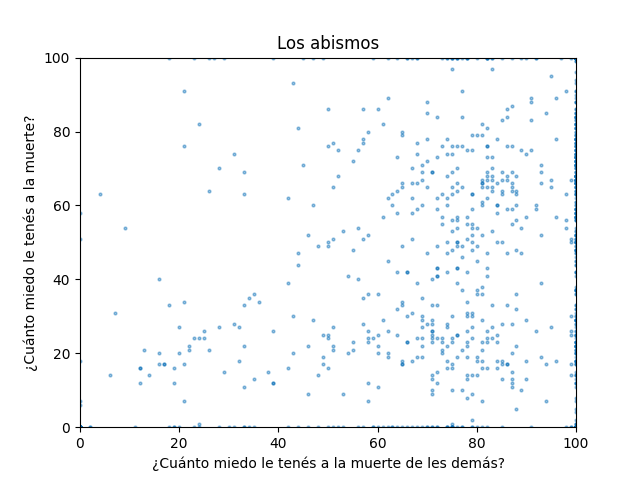 Los abismos
100
80
60
40
20
0
¿Cuánto miedo le tenés a la muerte?
0 20 40 60 80 100
¿Cuánto miedo le tenés a la muerte de les demás?